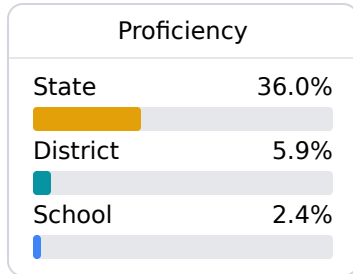 Proficiency
State 36.0%
District 5.9%
School 2.4%